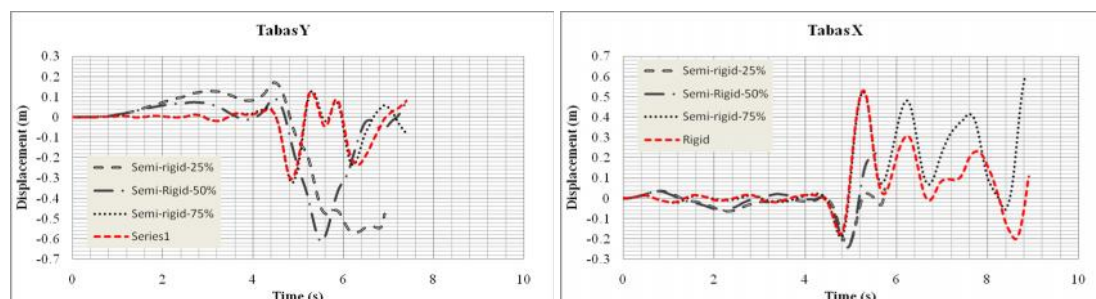 Tabas Y
0.3
0.2
0.1
0
-0.1
-0.2
-0.3
-0.4
-0.5
-0.6
-0.7
Displacement (m)
Semi-rigid-25%
Semi-Rigid-50%
Semi-rigid-75%
Series1
0 2 4 6 8 10
Time (s)
Tabas X
0.7
0.6
0.5
0.4
0.3
0.2
0.1
0
-0.1
-0.2
-0.3
Displacement (m)
Semi-rigid-25%
Semi-Rigid-50%
Semi-rigid-75%
Rigid
0 2 4 6 8 10
Time (s)